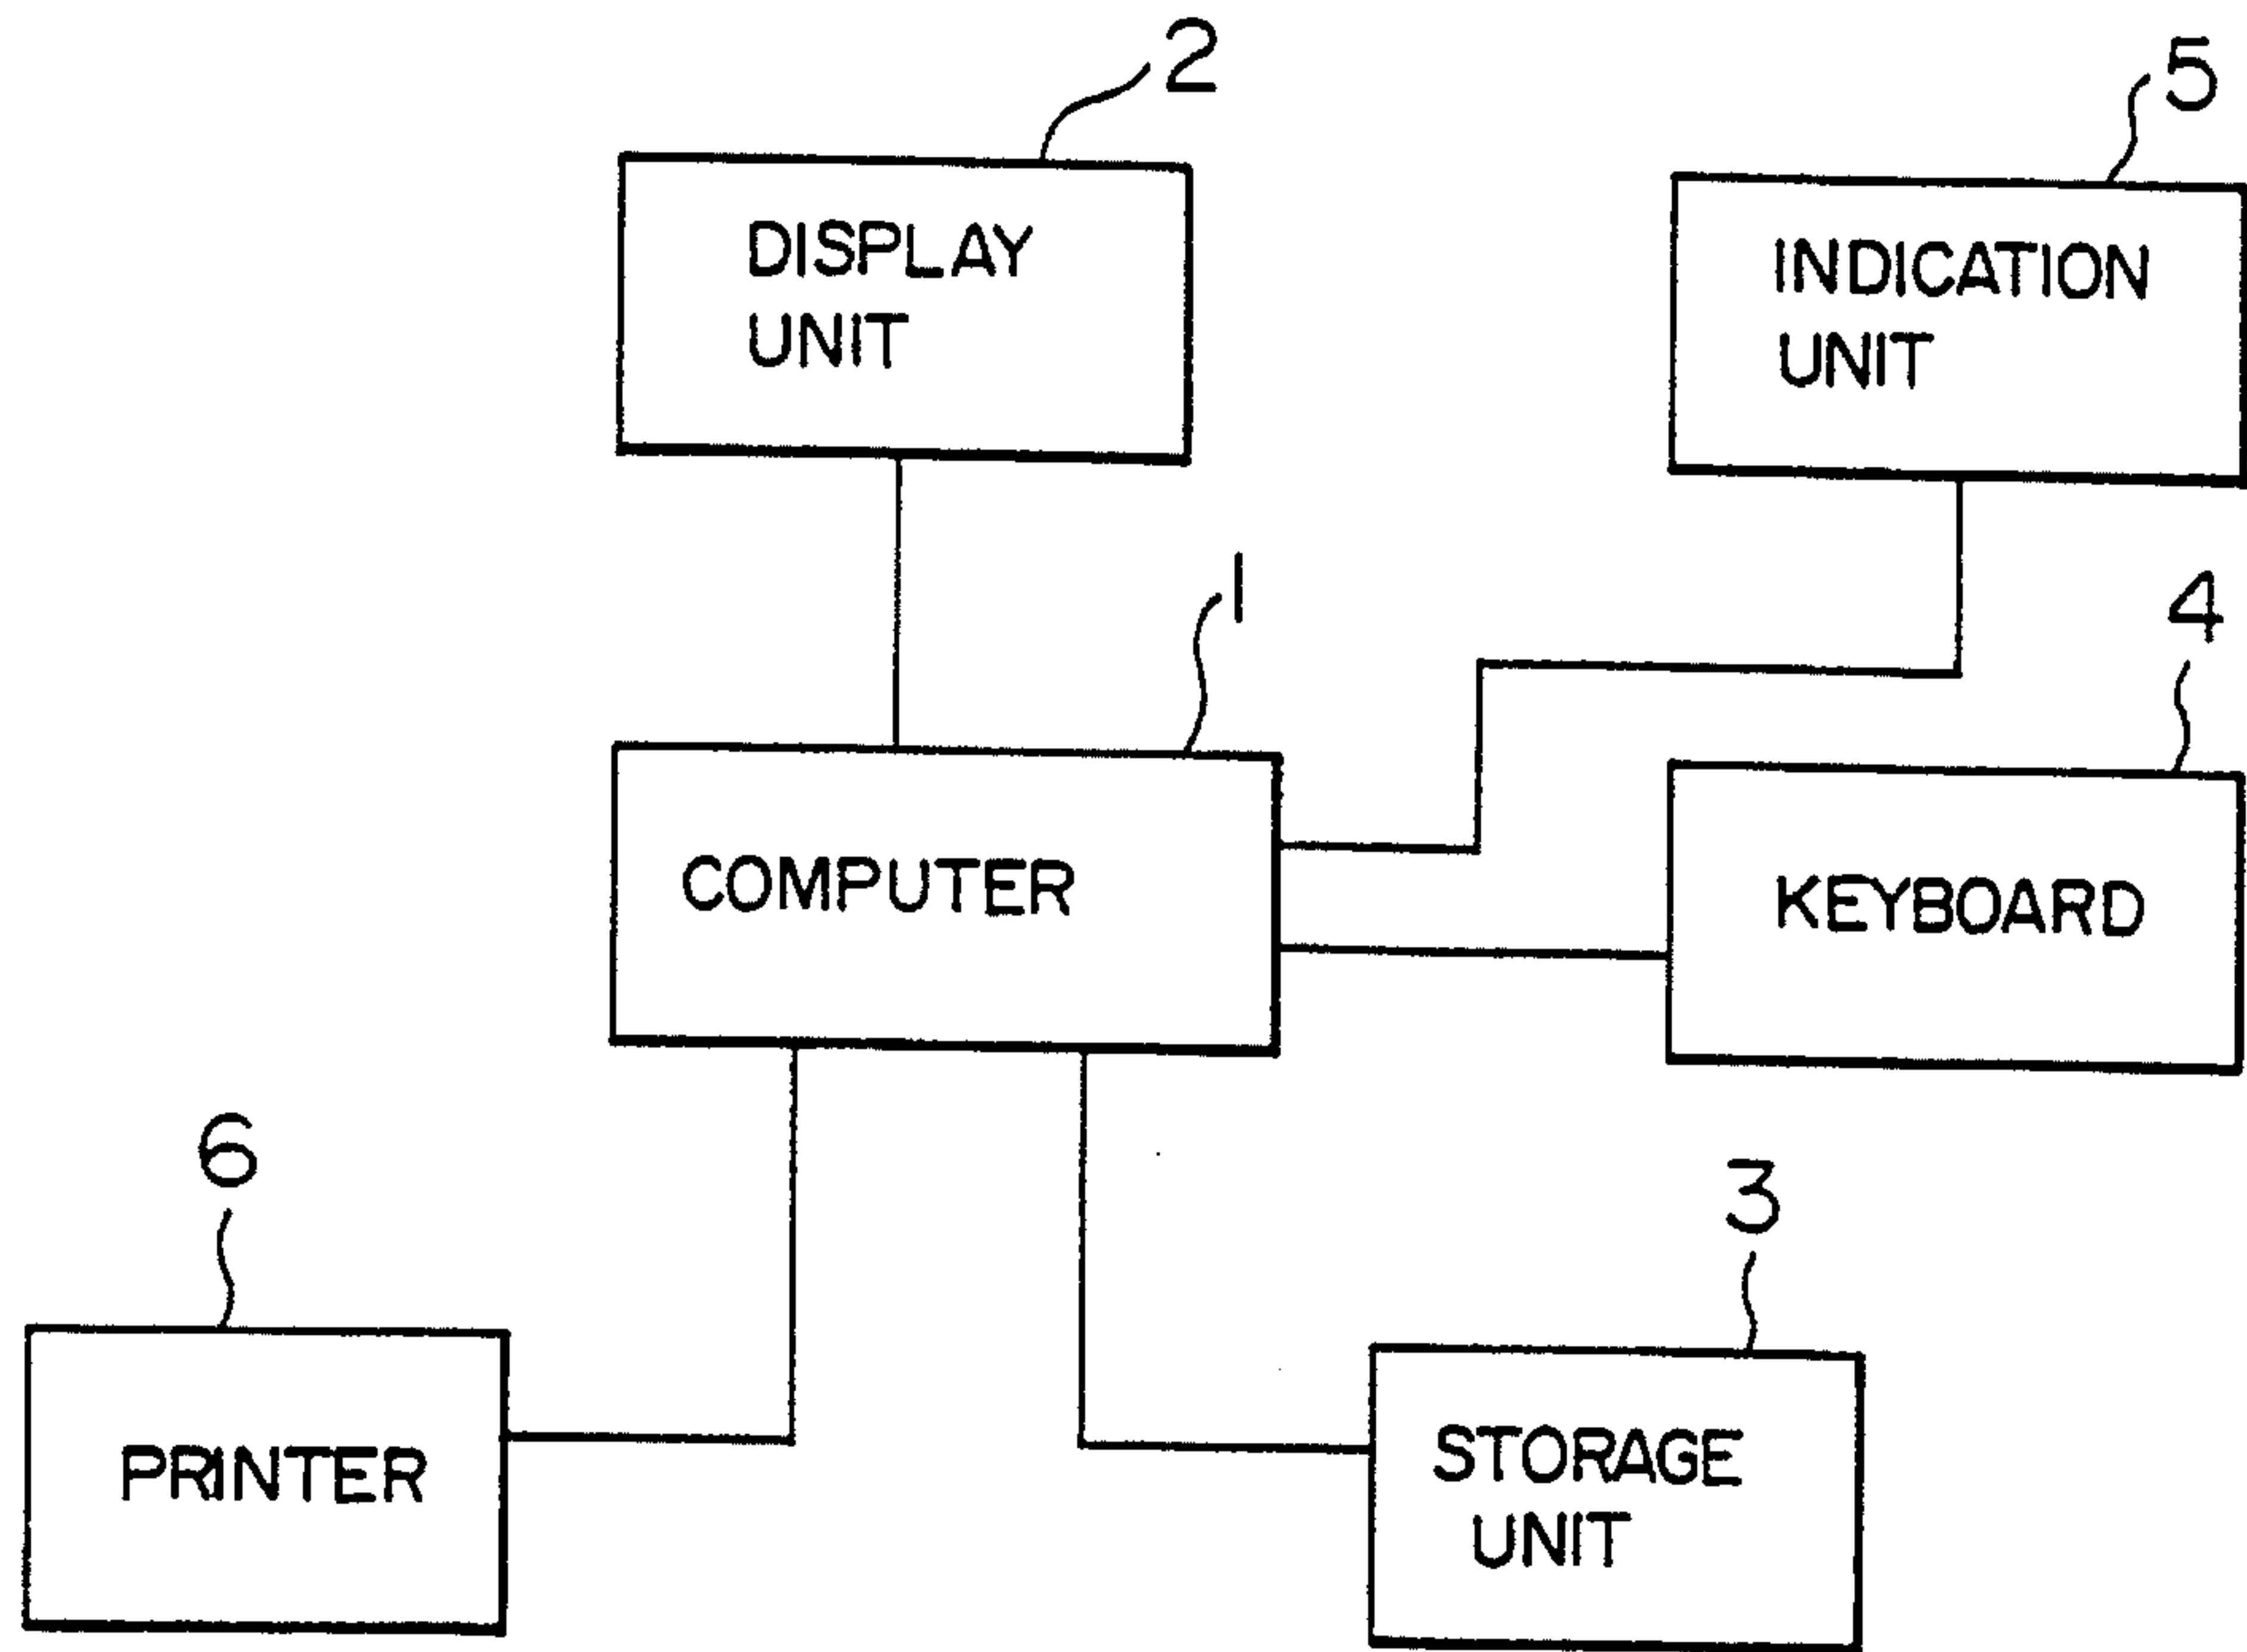 2
5
DISPLAY
UNIT
INDICATION
UNIT
1
4
COMPUTER
KEYBOARD
6
3
PRINTER
STORAGE
UNIT